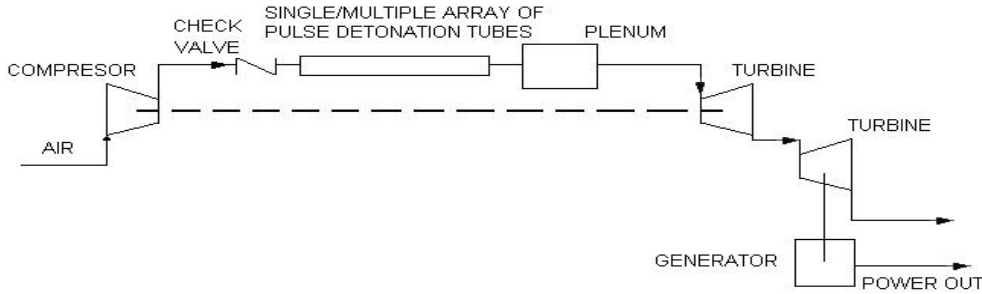 SINGLE/MULTIPLE ARRAY OF
PULSE DETONATION TUBES
CHECK
VALVE
PLENUM
COMPRESOR
TURBINE
AIR
TURBINE
GENERATOR
POWER OUT